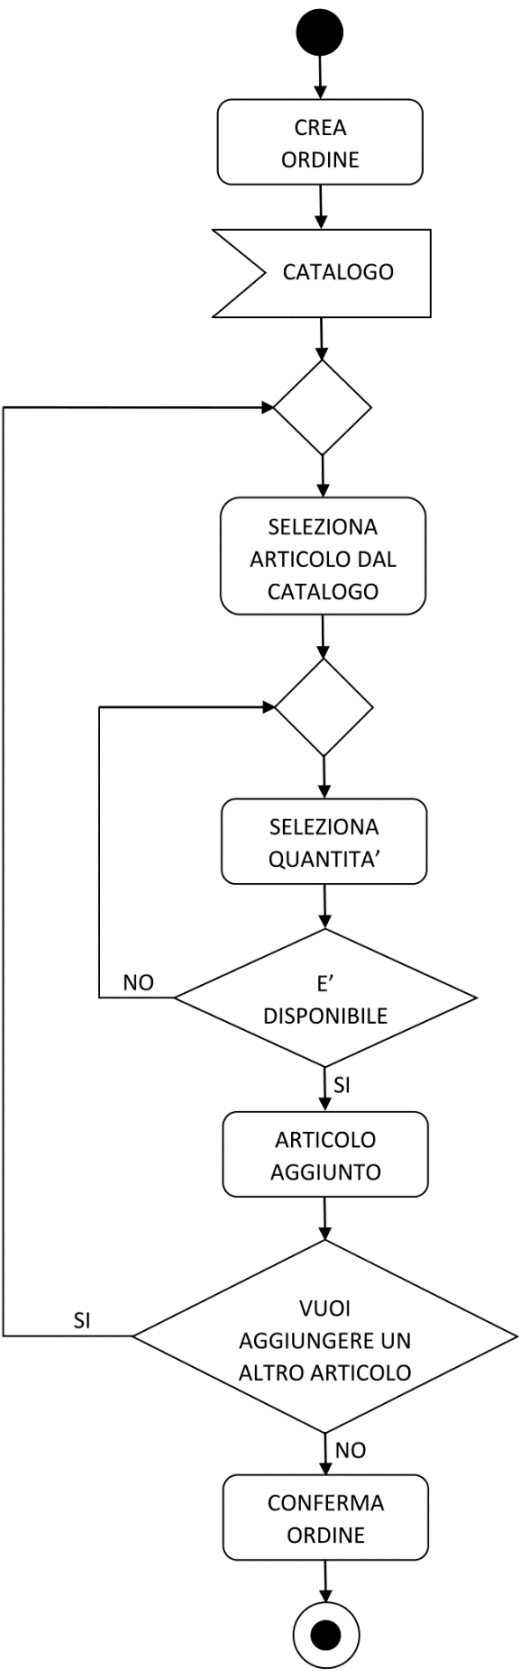 CREA
ORDINE
CATALOGO
SELEZIONA
ARTICOLO DAL
CATALOGO
SELEZIONA
QUANTITA’
NO
E’
DISPONIBILE
SI
ARTICOLO
AGGIUNTO
SI
VUOI
AGGIUNGERE UN
ALTRO ARTICOLO
NO
CONFERMA
ORDINE